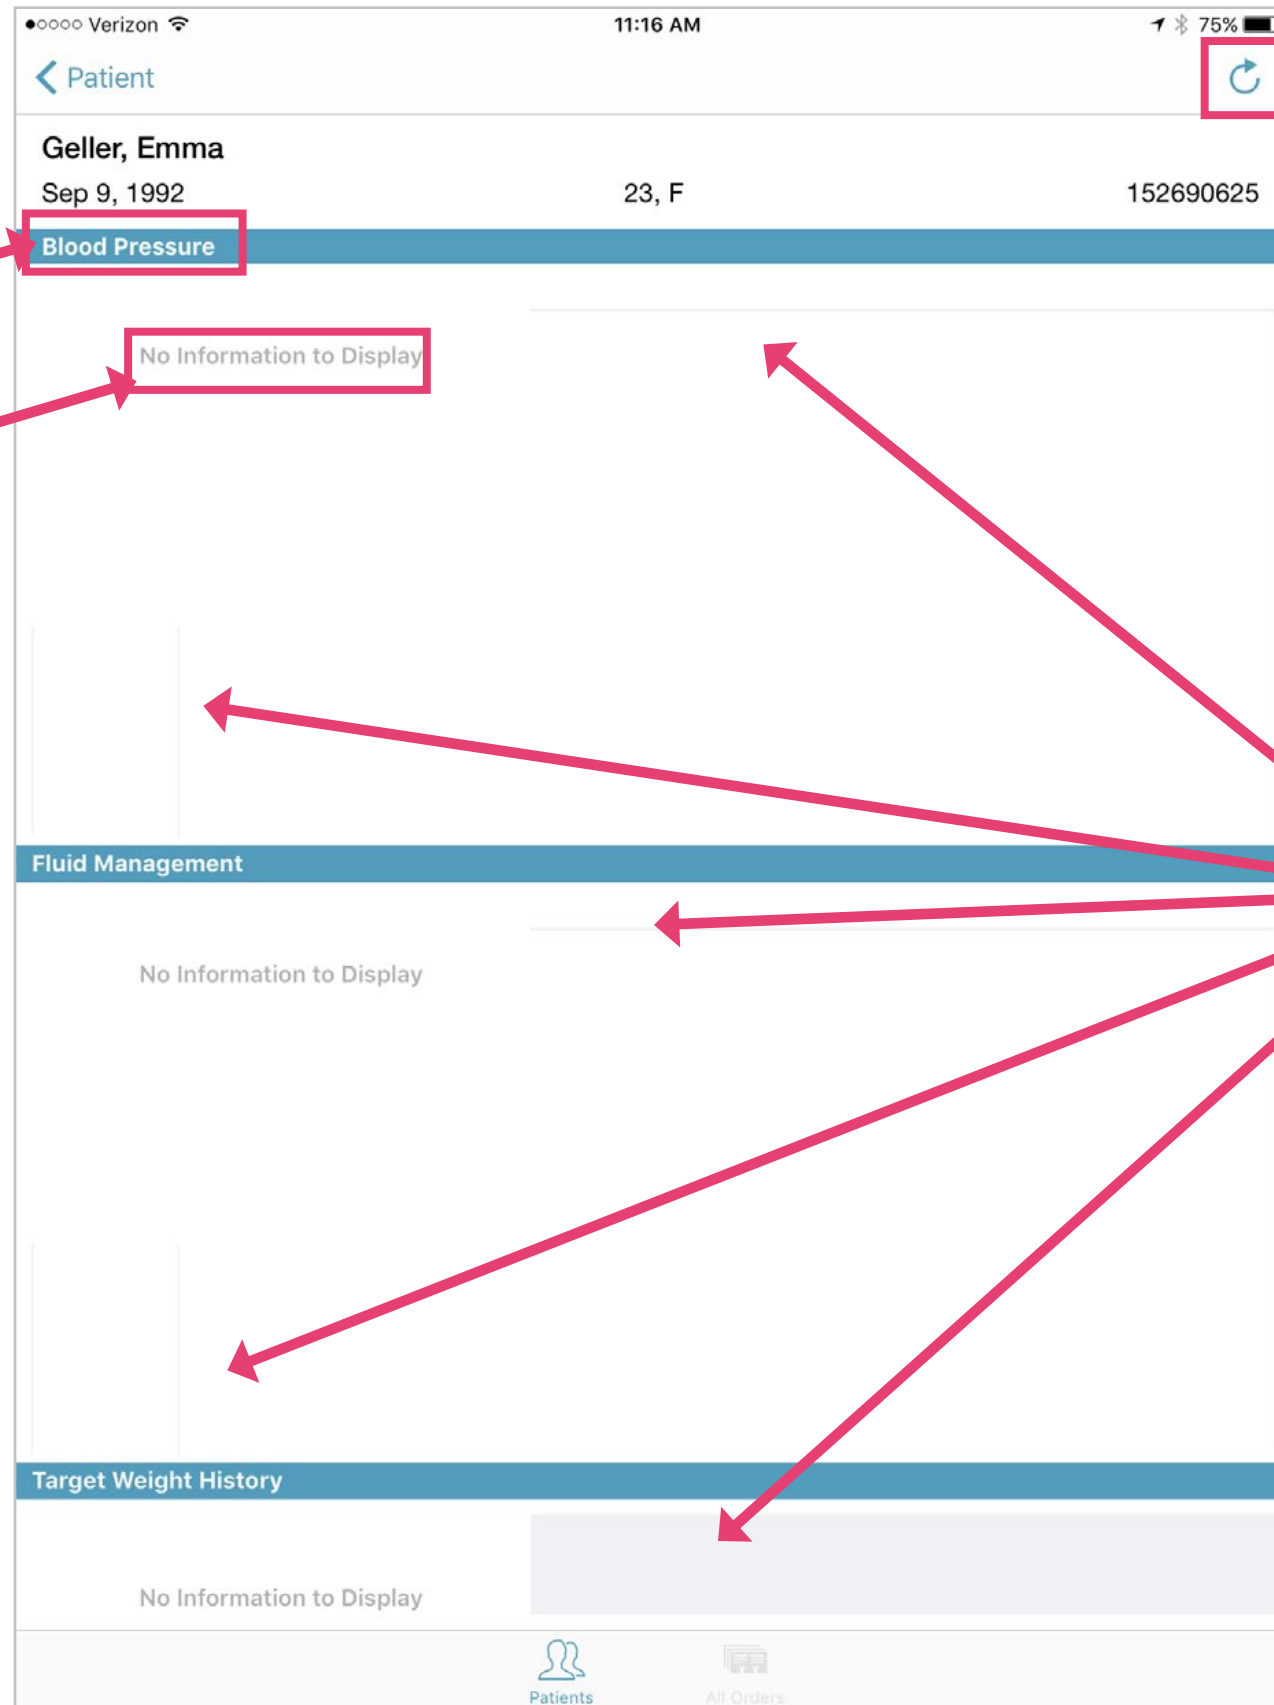 Verizon 11:16 AM 75%
Patient
Geller, Emma
Sep 9, 1992 23, F 152690625
Blood Pressure
No Information to Display
Fluid Management
No Information to Display
Target Weight History
No Information to Display
Patients All Orders